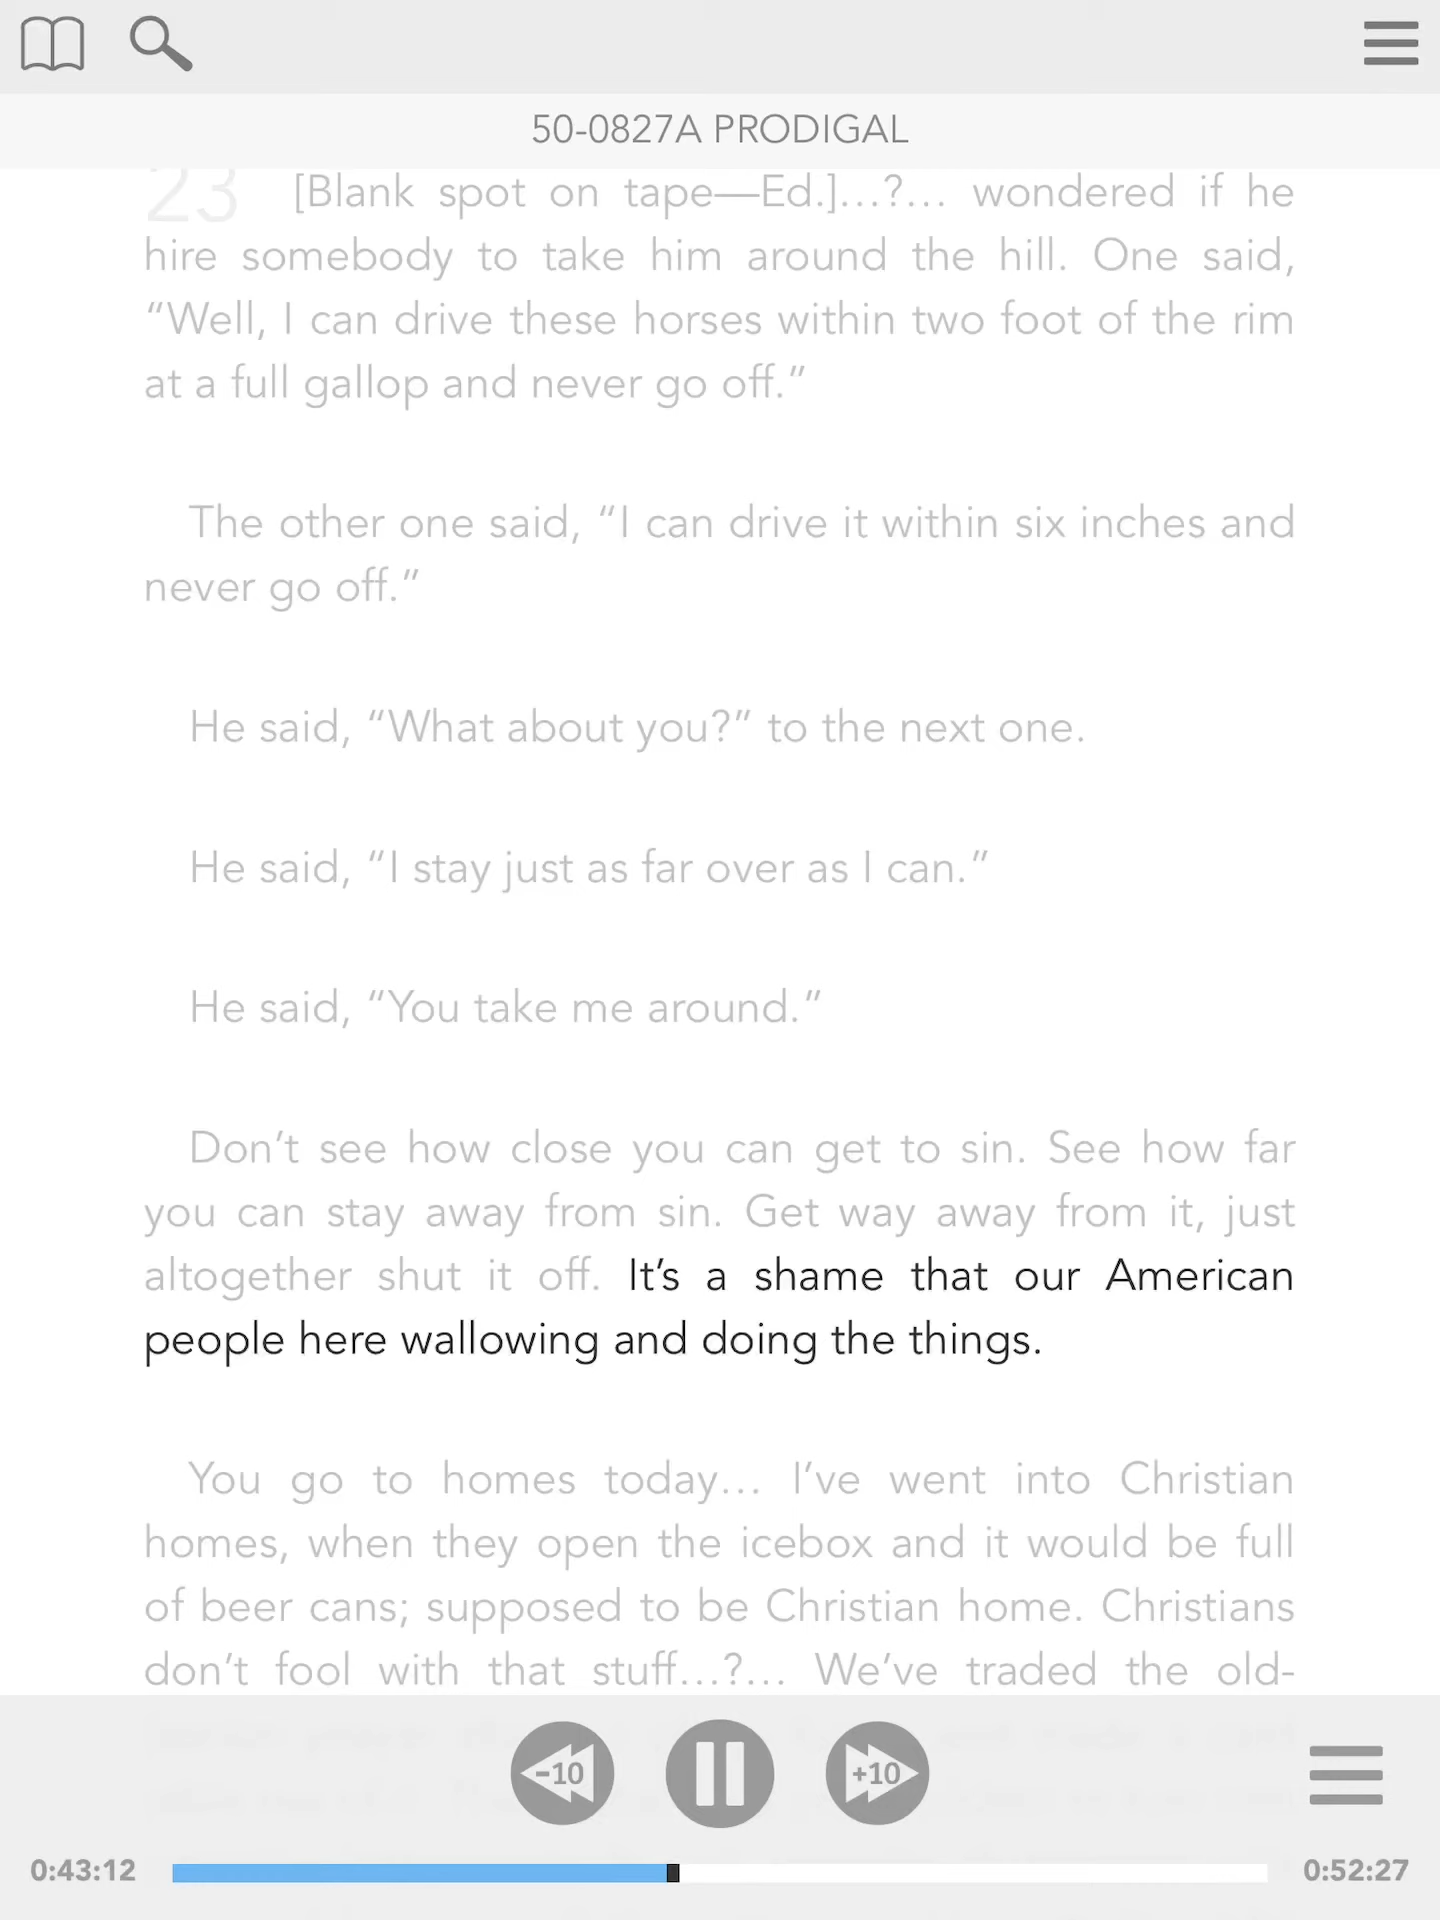 50-0827A PRODIGAL
23 [Blank spot on tape—Ed.]…?… wondered if he
hire somebody to take him around the hill. One said,
“Well, I can drive these horses within two foot of the rim
at a full gallop and never go off.”
The other one said, “I can drive it within six inches and
never go off.”
He said, “What about you?” to the next one.
He said, “I stay just as far over as I can.”
He said, “You take me around.”
Don’t see how close you can get to sin. See how far
you can stay away from sin. Get way away from it, just
altogether shut it off. It’s a shame that our American
people here wallowing and doing the things.
You go to homes today… I’ve went into Christian
homes, when they open the icebox and it would be full
of beer cans; supposed to be Christian home. Christians
don’t fool with that stuff…?… We’ve traded the old-
-10 +10
0:43:12 0:52:27